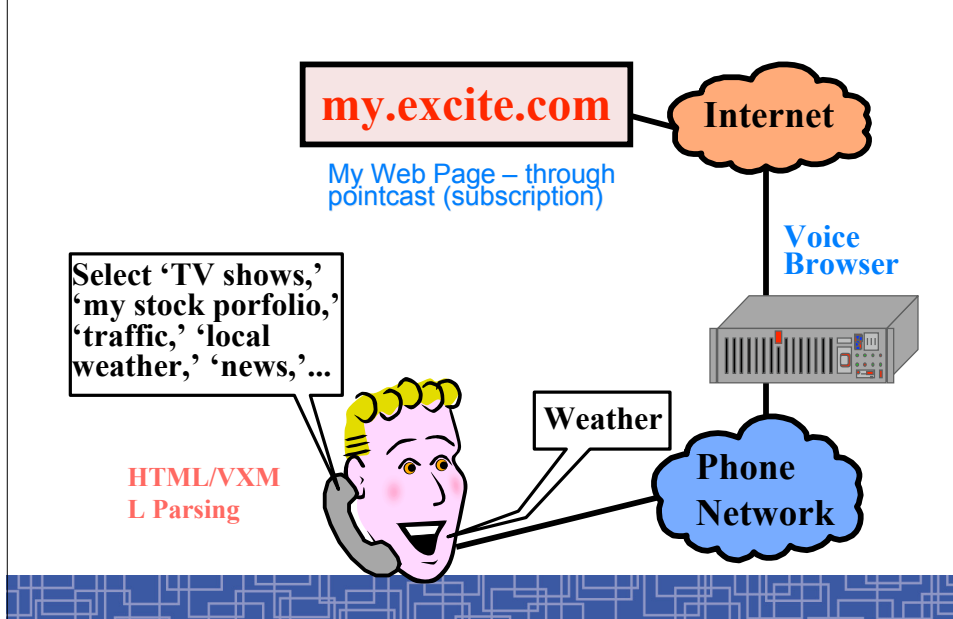 my.excite.com
Internet
My Web Page – through
pointcast (subscription)
Voice
Browser
Select ‘TV shows,’
‘my stock porfolio,’
‘traffic,’ ‘local
weather,’ ‘news,’...
Weather
HTML/VXM
L Parsing
Phone
Network